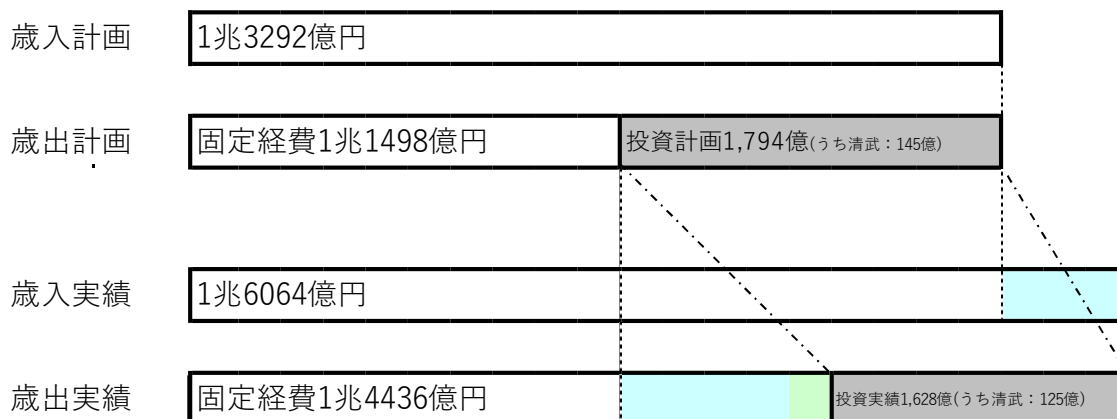 歳入計画
1兆3292億円
歳出計画
固定経費1兆1498億円
投資計画1,794億(うち清武：145億)
歳入実績
1兆6064億円
歳出実績
固定経費1兆4436億円
投資実績1,628億(うち清武：125億)